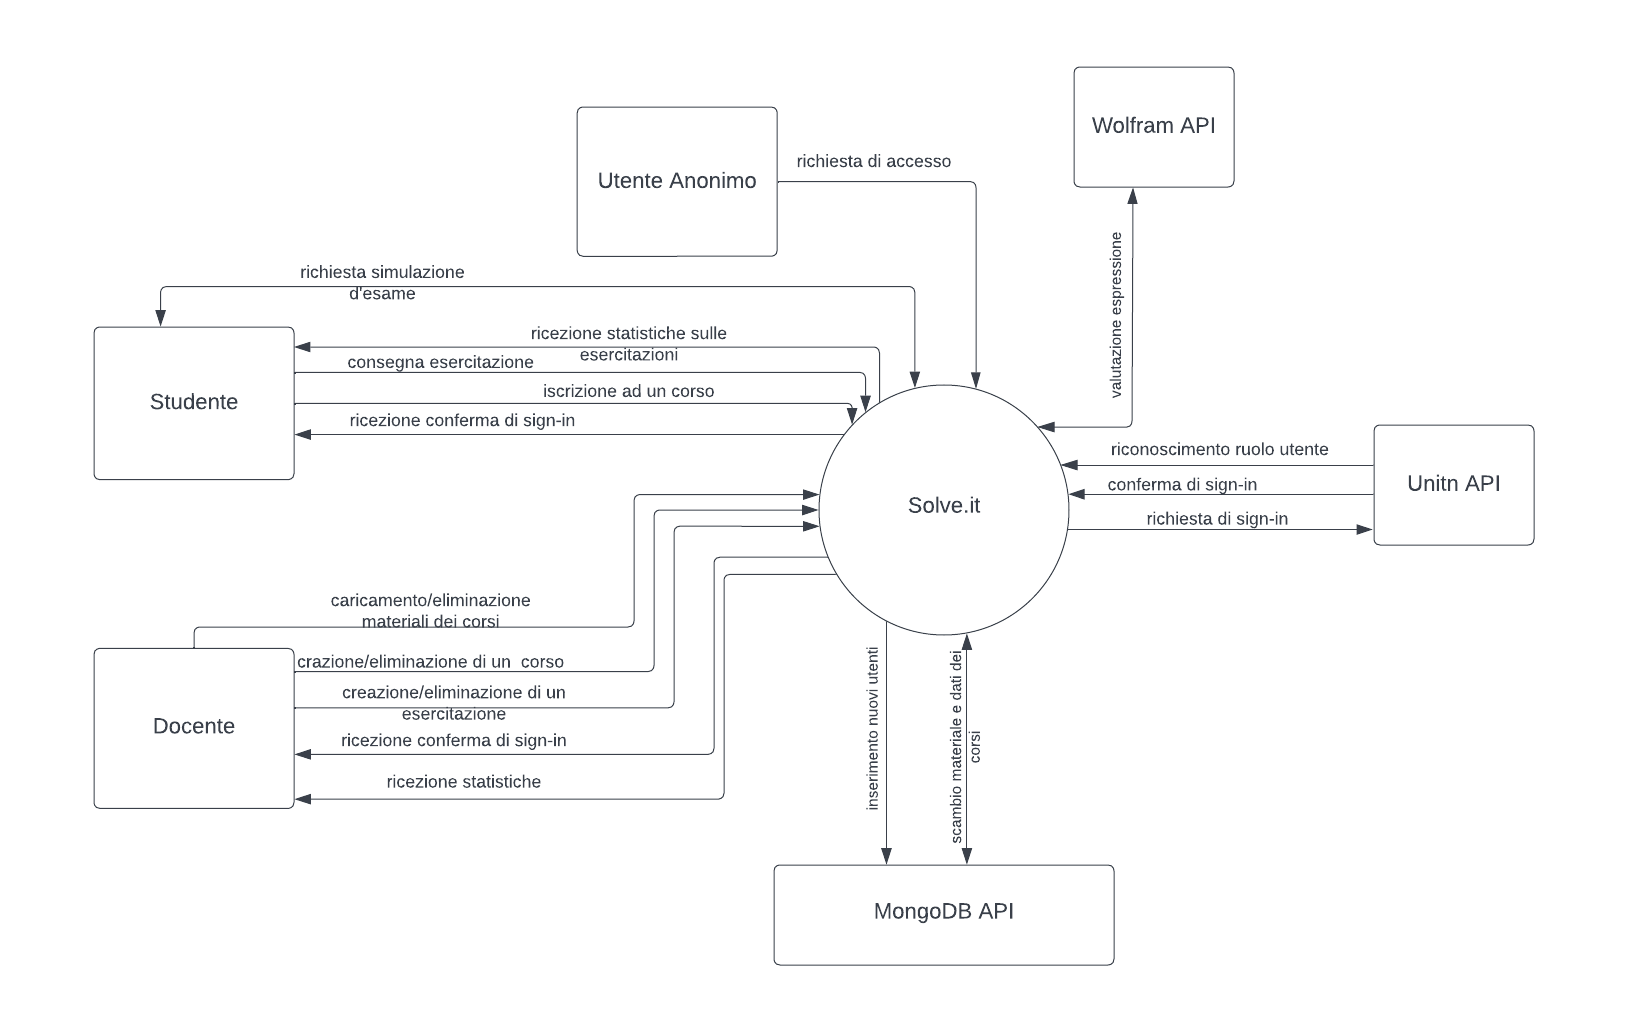 Wolfram API
Utente Anonimo
richiesta di accesso
valutazione espressione
richiesta simulazione
d'esame
ricezione statistiche sulle
esercitazioni
consegna esercitazione
iscrizione ad un corso
ricezione conferma di sign-in
Studente
Solve.it
riconoscimento ruolo utente
conferma di sign-in
richiesta di sign-in
Unitn API
caricamento/eliminazione
materiali dei corsi
crazione/eliminazione di un  corso
creazione/eliminazione di un
esercitazione
ricezione conferma di sign-in
ricezione statistiche
Docente
inserimento nuovi utenti
scambio materiale e dati dei
corsi
MongoDB API